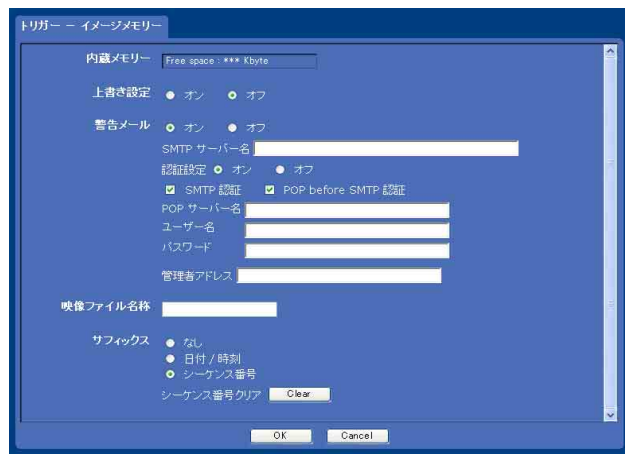 トリガー － イメージメモリー
内蔵メモリー Free space : *** Kbyte
上書き設定 オン オフ
警告メール オン オフ
SMTP サーバー名
認証設定 オン オフ
SMTP 認証 POP before SMTP 認証
POP サーバー名
ユーザー名
パスワード
管理者アドレス
映像ファイル名称
サフィックス なし
日付 / 時刻
シーケンス番号
シーケンス番号クリア Clear
OK Cancel